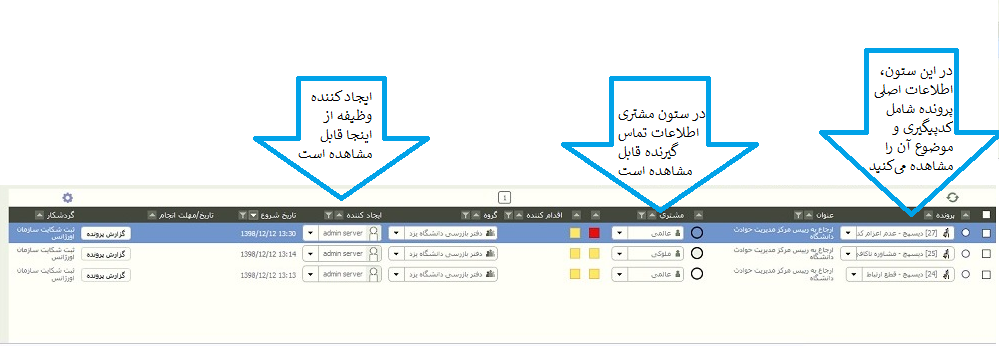 در این ستون،
اطلاعات اصلی
پرونده شامل
کدپیگیری و
موضوع آن را
مشاهده می‌کنید
در ستون مشتری
اطلاعات تماس
گیرنده قابل
مشاهده است
ایجاد کننده
وظیفه از
اینجا قابل
مشاهده است
1
پرونده عنوان مشتری اقدام کننده گروه ایجاد کننده تاریخ شروع تاریخ/مهلت انجام گردشکار
[27] دیسپچ - عدم اعزام کد ارجاع به رییس مرکز مدیریت حوادث عالمی دفتر بازرسی دانشگاه یزد admin server 1398/12/12 13:30 گزارش پرونده ثبت شکایت سازمان
دانشگاه اورژانس
[25] دیسپچ - مشاوره ناکافی ارجاع به رییس مرکز مدیریت حوادث ملوکی دفتر بازرسی دانشگاه یزد admin server 1398/12/12 13:14 گزارش پرونده ثبت شکایت سازمان
دانشگاه اورژانس
[24] دیسپچ - قطع ارتباط ارجاع به رییس مرکز مدیریت حوادث عالمی دفتر بازرسی دانشگاه یزد admin server 1398/12/12 13:13 گزارش پرونده ثبت شکایت سازمان
دانشگاه اورژانس